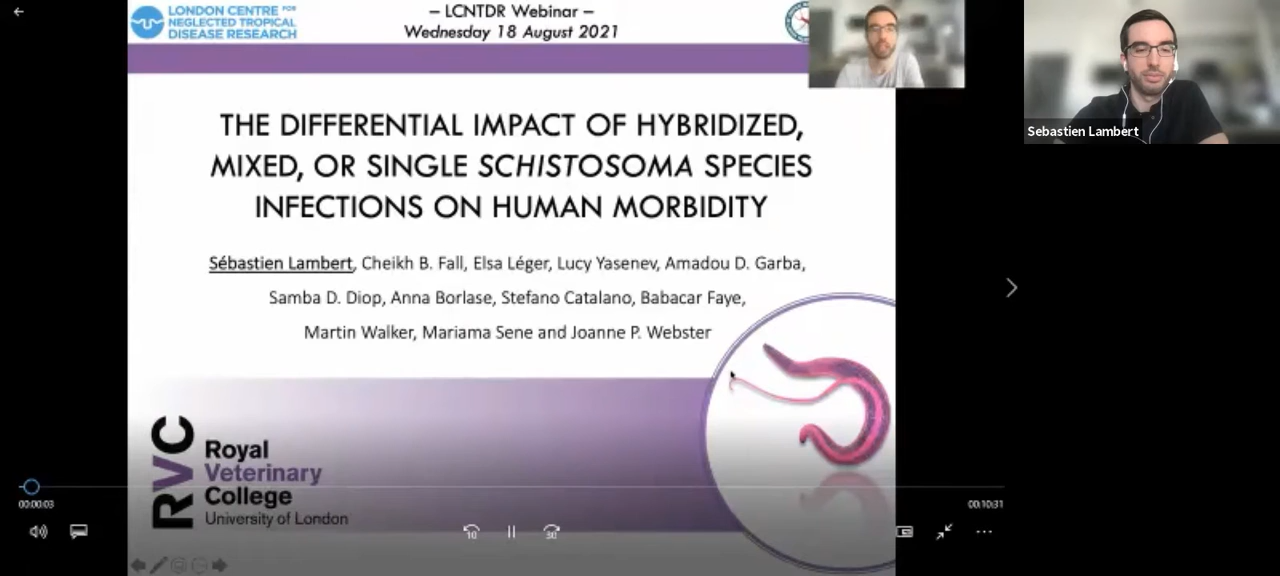 LONDON CENTRE FOR
NEGLECTED TROPICAL
DISEASE RESEARCH
– LCNTDR Webinar –
Wednesday 18 August 2021
THE DIFFERENTIAL IMPACT OF HYBRIDIZED,
MIXED, OR SINGLE SCHISTOSOMA SPECIES
INFECTIONS ON HUMAN MORBIDITY
Sébastien Lambert, Cheikh B. Fall, Elsa Léger, Lucy Yasenev, Amadou D. Garba,
Samba D. Diop, Anna Borlase, Stefano Catalano, Babacar Faye,
Martin Walker, Mariama Sene and Joanne P. Webster
RVC
Royal
Veterinary
College
University of London
Sebastien Lambert
00:00:03
00:10:31
10
30